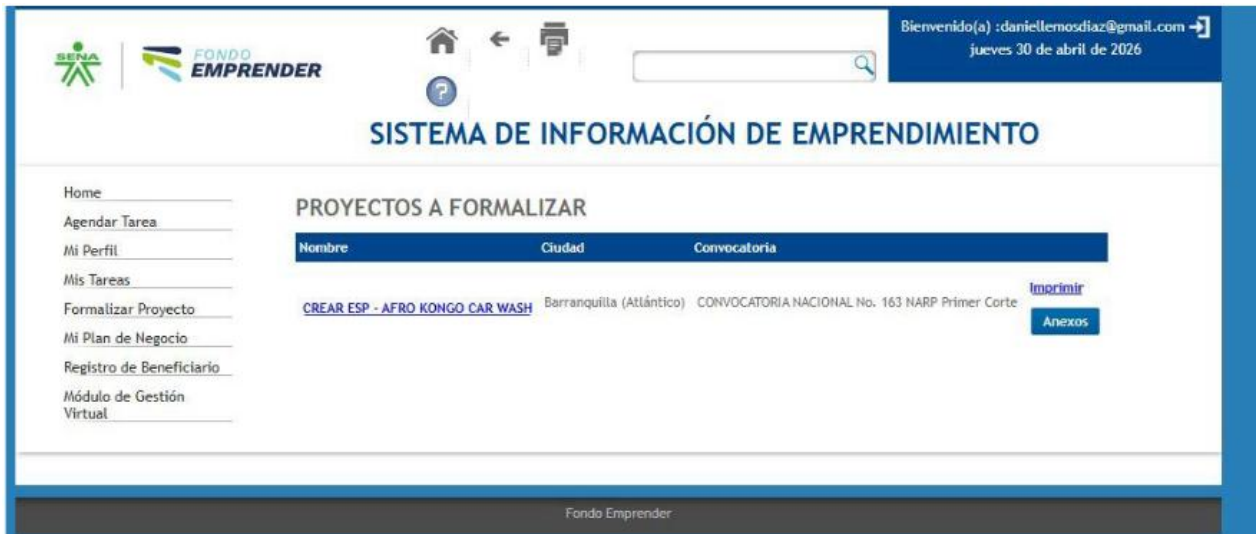 SENA
FONDO
EMPRENDER
Bienvenido(a) :daniellemosdiaz@gmail.com
jueves 30 de abril de 2026
?
SISTEMA DE INFORMACIÓN DE EMPRENDIMIENTO
Home
Agendar Tarea
Mi Perfil
Mis Tareas
Formalizar Proyecto
Mi Plan de Negocio
Registro de Beneficiario
Módulo de Gestión
Virtual
PROYECTOS A FORMALIZAR
Nombre Ciudad Convocatoria
CREAR ESP - AFRO KONGO CAR WASH Barranquilla (Atlántico) CONVOCATORIA NACIONAL No. 163 NARP Primer Corte Imprimir
Anexos
Fondo Emprender